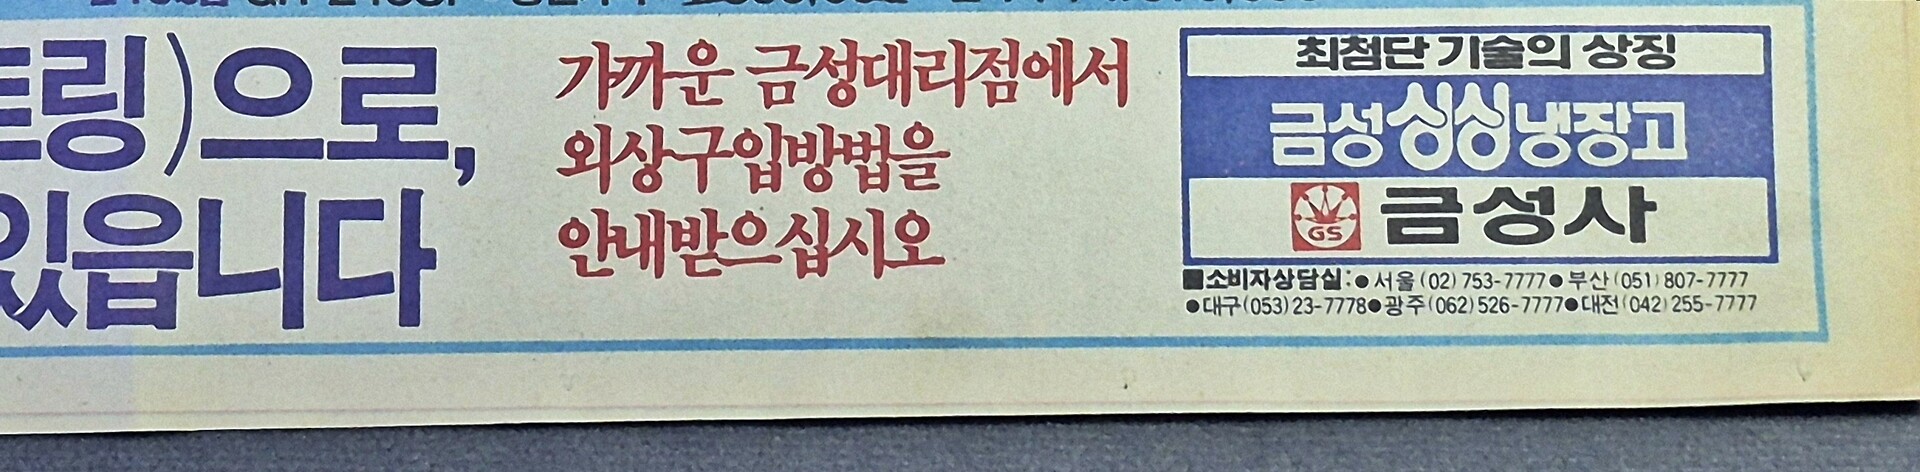 링)으로,
있읍니다
가까운 금성대리점에서
외상구입방법을
안내받으십시오
최첨단 기술의 상징
금성싱싱냉장고
GS 금성사
■소비자상담실:●서울(02)753-7777●부산(051)807-7777
●대구(053)23-7778●광주(062)526-7777●대전(042)255-7777